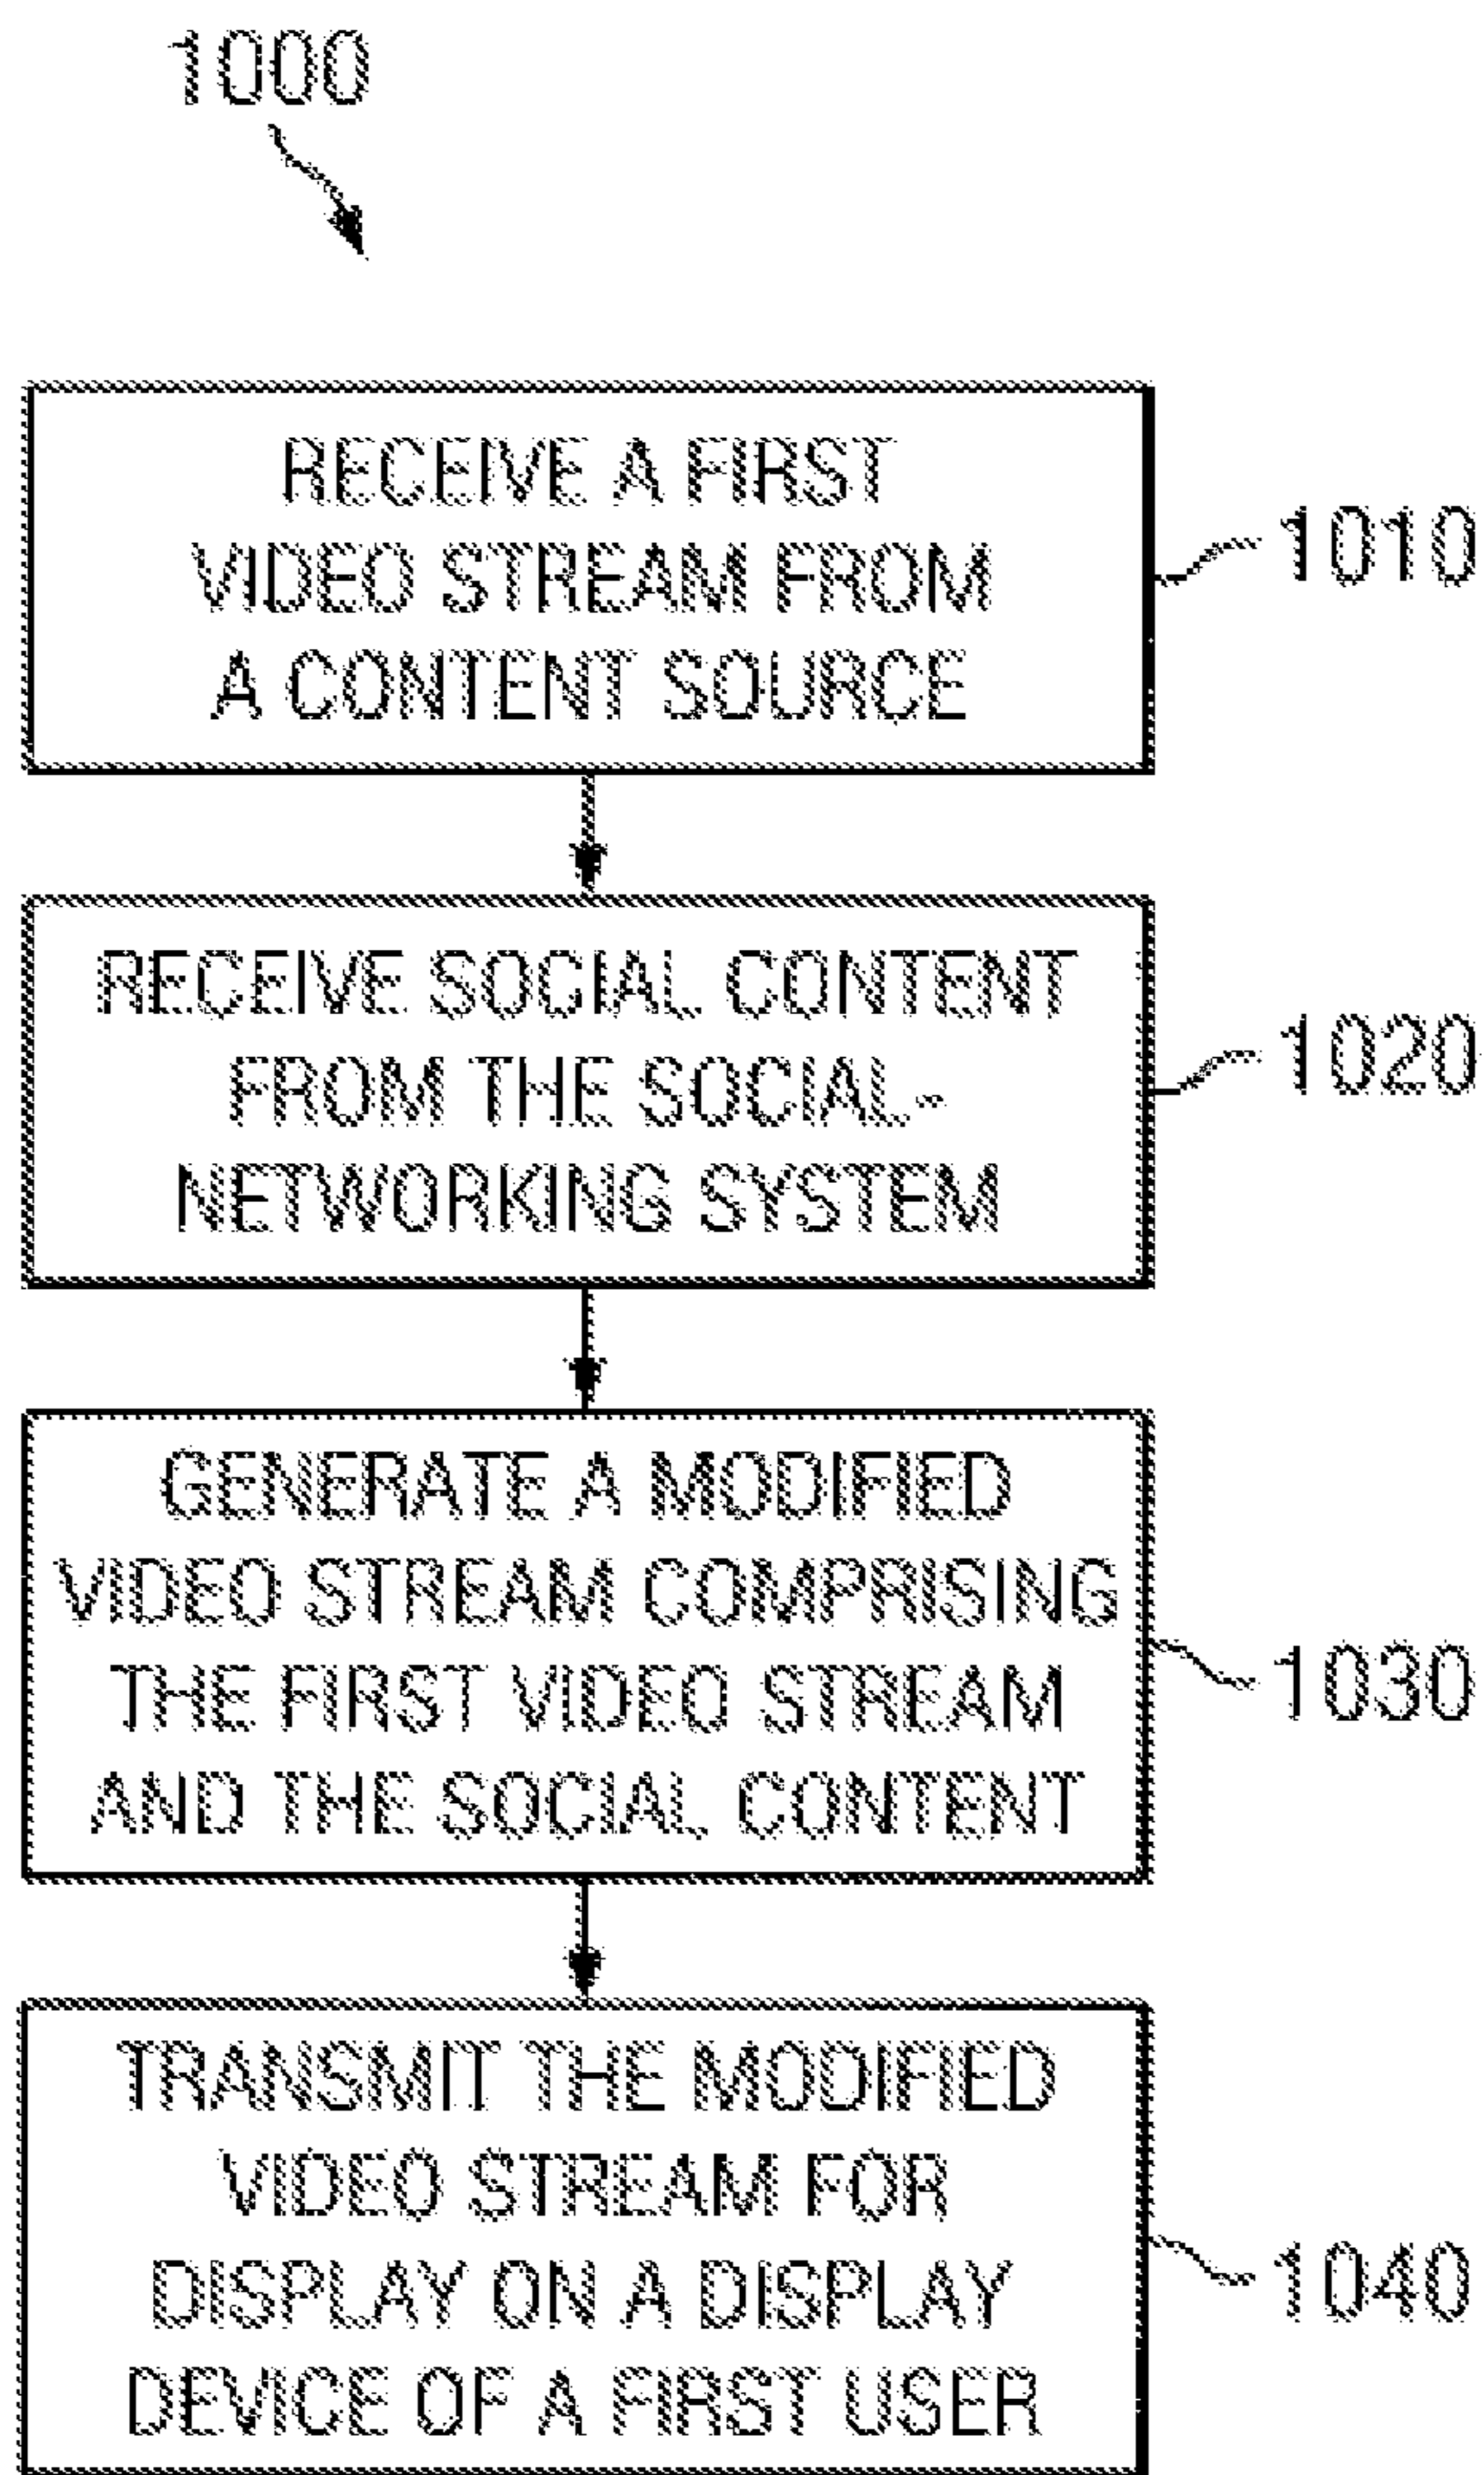 1000
RECEIVE A FIRST
VIDEO STREAM FROM
A CONTENT SOURCE
1010
RECEIVE SOCIAL CONTENT
FROM THE SOCIAL-
NETWORKING SYSTEM
1020
GENERATE A MODIFIED
VIDEO STREAM COMPRISING
THE FIRST VIDEO STREAM
AND THE SOCIAL CONTENT
1030
TRANSMIT THE MODIFIED
VIDEO STREAM FOR
DISPLAY ON A DISPLAY
DEVICE OF A FIRST USER
1040